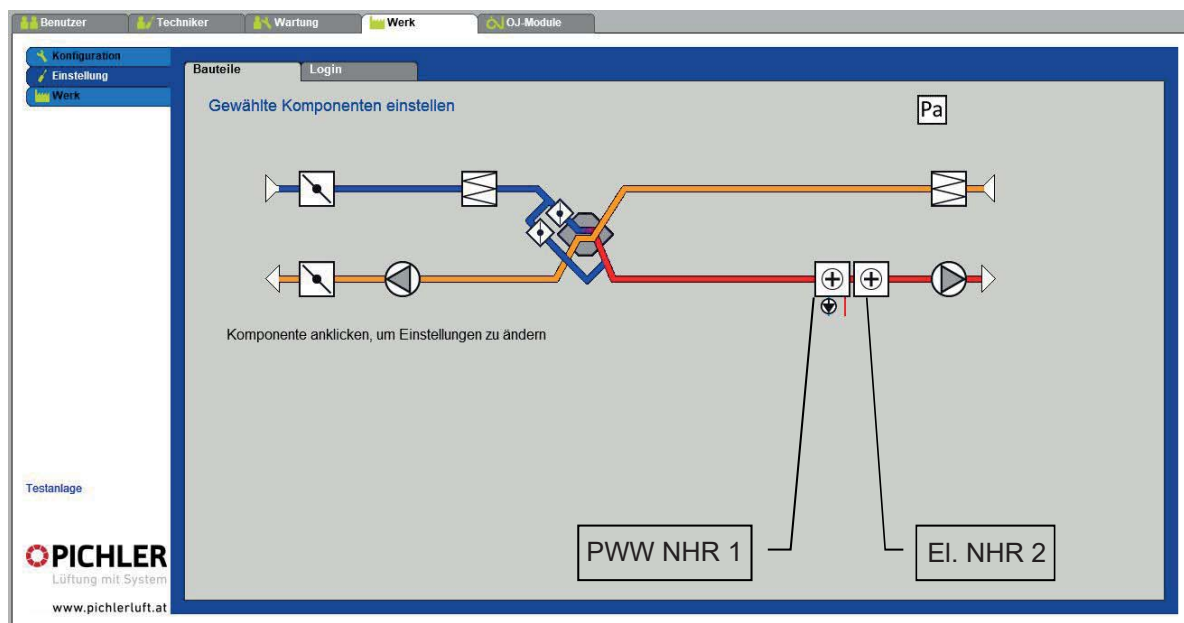 Benutzer
Techniker
Wartung
Werk
OJ-Module
Konfiguration
Einstellung
Werk
Bauteile
Login
Gewählte Komponenten einstellen
Pa
Komponente anklicken, um Einstellungen zu ändern
PWW NHR 1
El. NHR 2
Testanlage
PICHLER
Lüftung mit System
www.pichlerluft.at